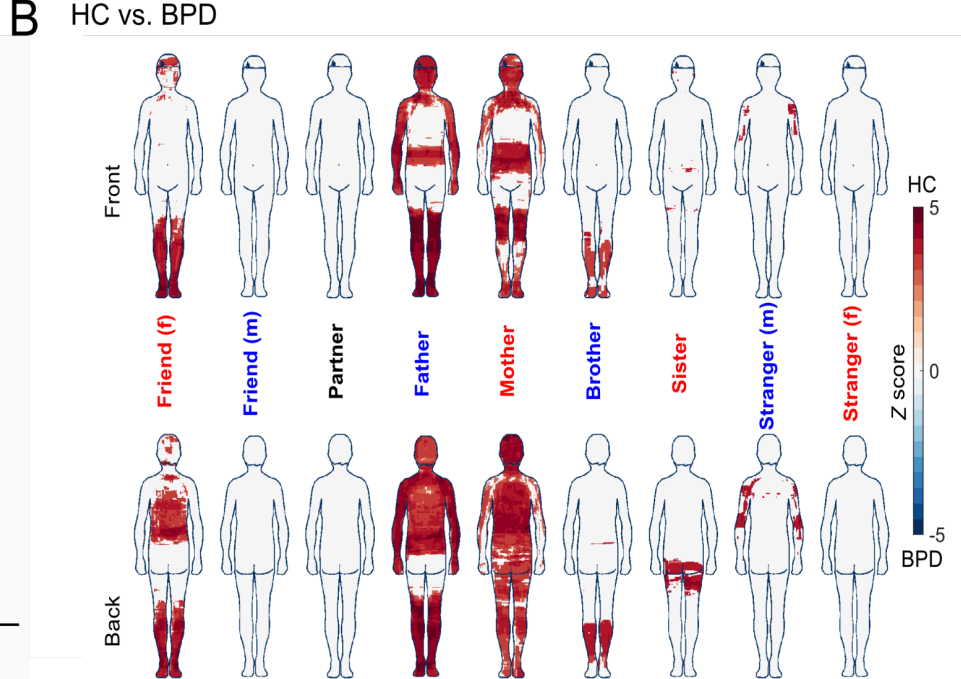 B HC vs. BPD
Front
Friend (f)
Friend (m)
Partner
Father
Mother
Brother
Sister
Stranger (m)
Stranger (f)
Back
HC
5
0
Z score
-5
BPD